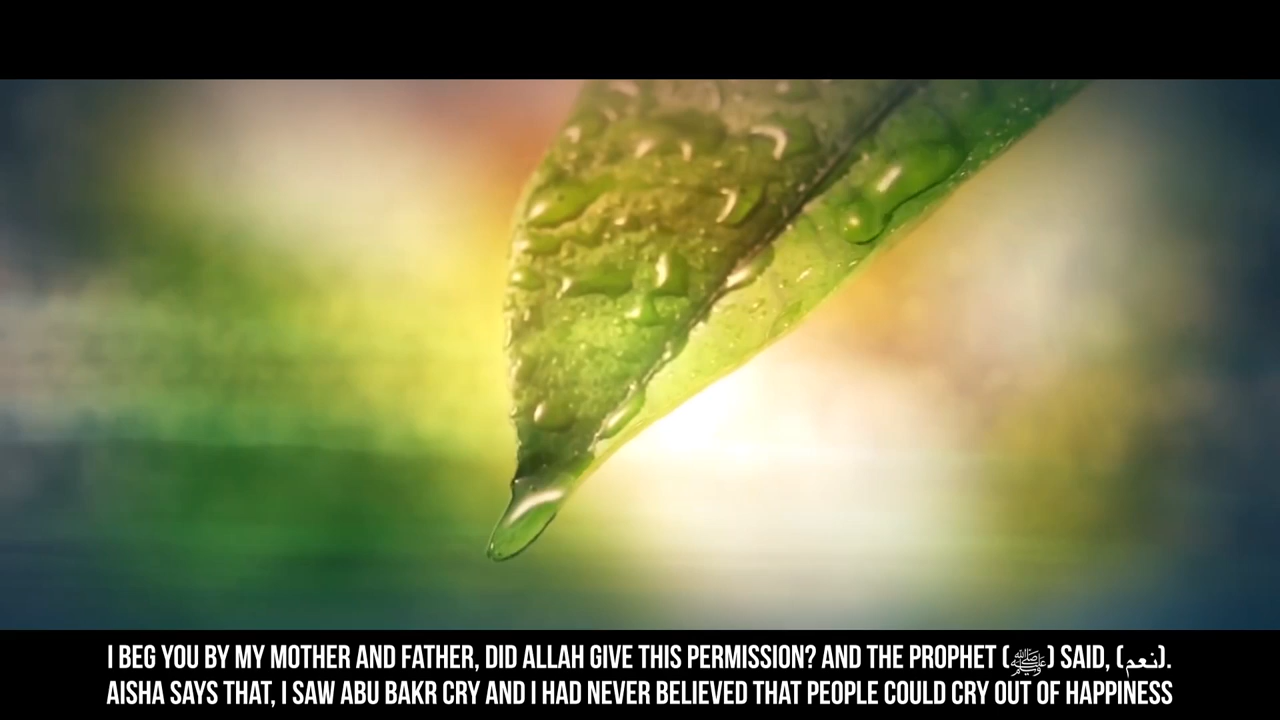 I BEG YOU BY MY MOTHER AND FATHER, DID ALLAH GIVE THIS PERMISSION? AND THE PROPHET (ﷺ) SAID, (نعم).
AISHA SAYS THAT, I SAW ABU BAKR CRY AND I HAD NEVER BELIEVED THAT PEOPLE COULD CRY OUT OF HAPPINESS